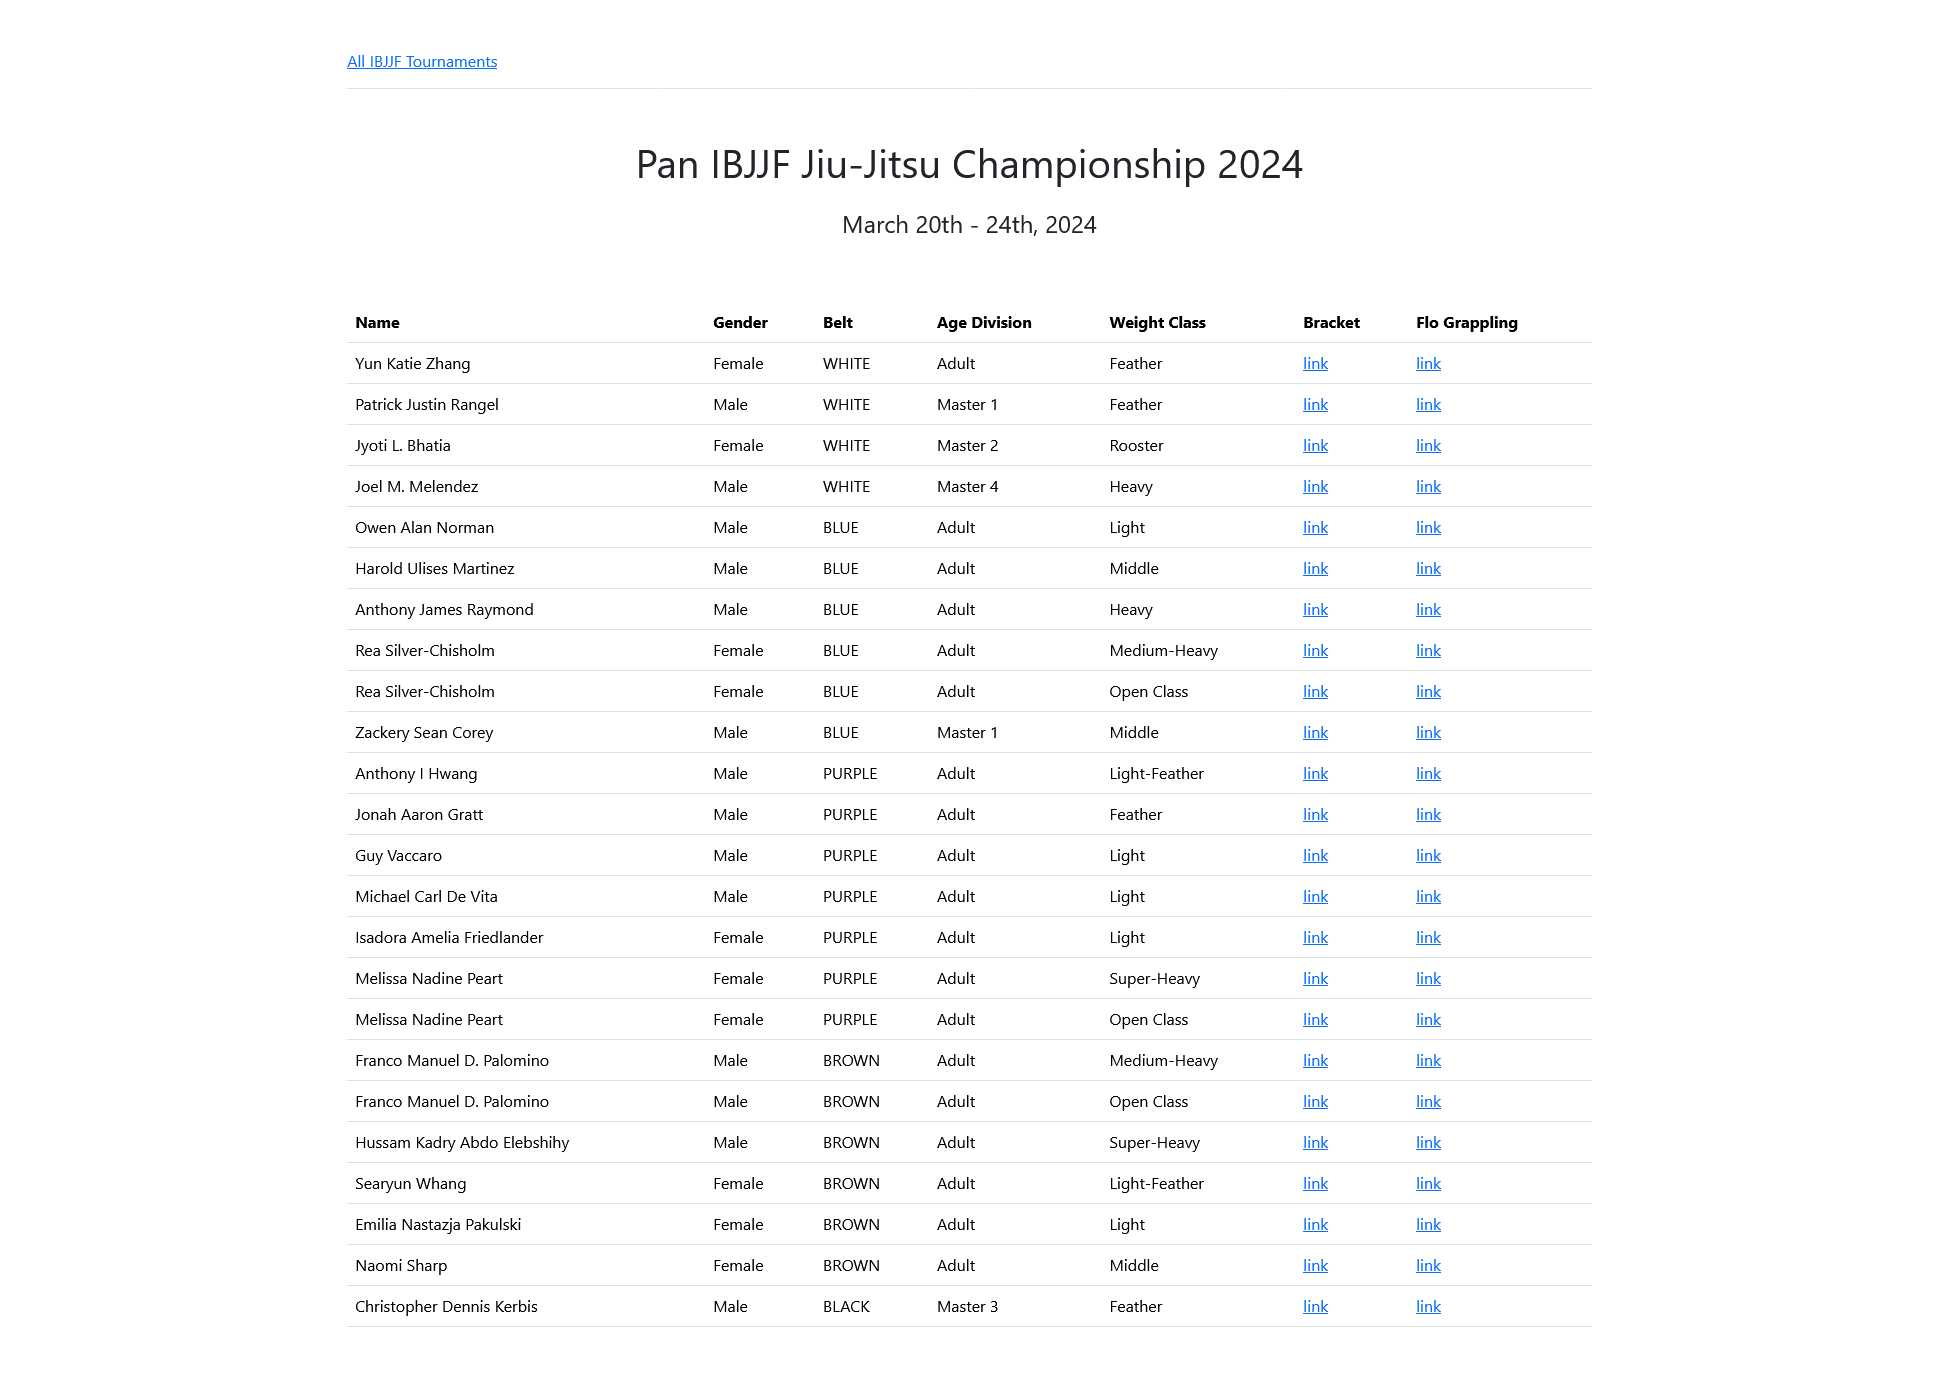 All IBJJF Tournaments
Pan IBJJF Jiu-Jitsu Championship 2024
March 20th - 24th, 2024
Name Gender Belt Age Division Weight Class Bracket Flo Grappling
Yun Katie Zhang Female WHITE Adult Feather link link
Patrick Justin Rangel Male WHITE Master 1 Feather link link
Jyoti L. Bhatia Female WHITE Master 2 Rooster link link
Joel M. Melendez Male WHITE Master 4 Heavy link link
Owen Alan Norman Male BLUE Adult Light link link
Harold Ulises Martinez Male BLUE Adult Middle link link
Anthony James Raymond Male BLUE Adult Heavy link link
Rea Silver-Chisholm Female BLUE Adult Medium-Heavy link link
Rea Silver-Chisholm Female BLUE Adult Open Class link link
Zackery Sean Corey Male BLUE Master 1 Middle link link
Anthony I Hwang Male PURPLE Adult Light-Feather link link
Jonah Aaron Gratt Male PURPLE Adult Feather link link
Guy Vaccaro Male PURPLE Adult Light link link
Michael Carl De Vita Male PURPLE Adult Light link link
Isadora Amelia Friedlander Female PURPLE Adult Light link link
Melissa Nadine Peart Female PURPLE Adult Super-Heavy link link
Melissa Nadine Peart Female PURPLE Adult Open Class link link
Franco Manuel D. Palomino Male BROWN Adult Medium-Heavy link link
Franco Manuel D. Palomino Male BROWN Adult Open Class link link
Hussam Kadry Abdo Elebshihy Male BROWN Adult Super-Heavy link link
Searyun Whang Female BROWN Adult Light-Feather link link
Emilia Nastazja Pakulski Female BROWN Adult Light link link
Naomi Sharp Female BROWN Adult Middle link link
Christopher Dennis Kerbis Male BLACK Master 3 Feather link link